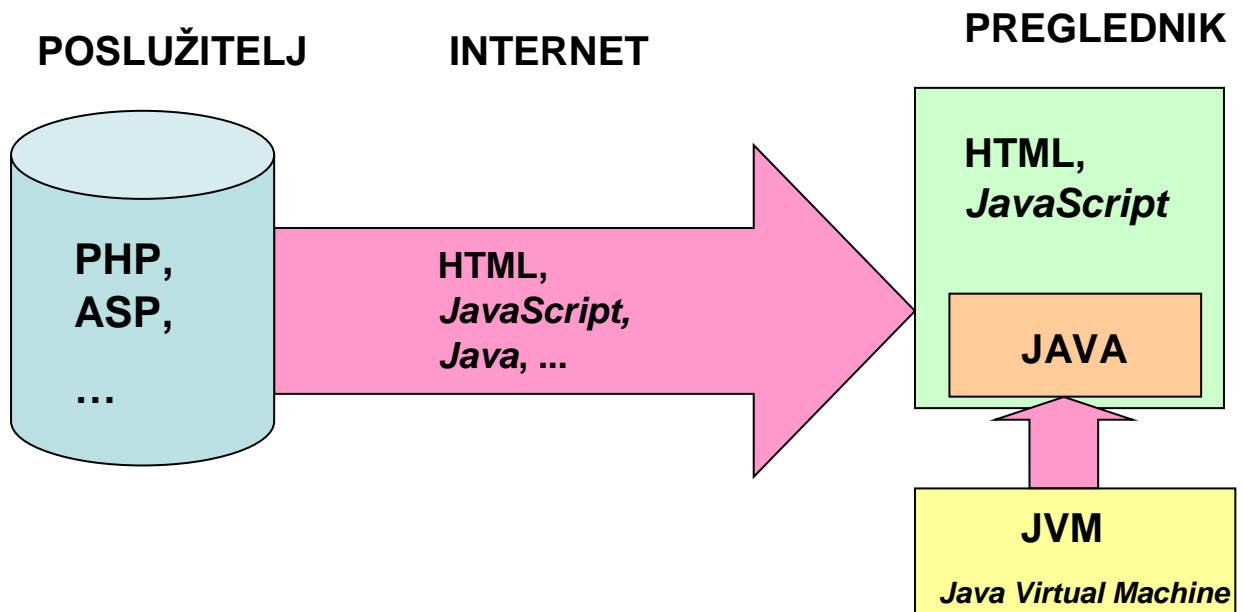 POSLUŽITELJ
INTERNET
PREGLEDNIK
PHP,
ASP,
…
HTML,
JavaScript,
Java, ...
HTML,
JavaScript
JAVA
JVM
Java Virtual Machine